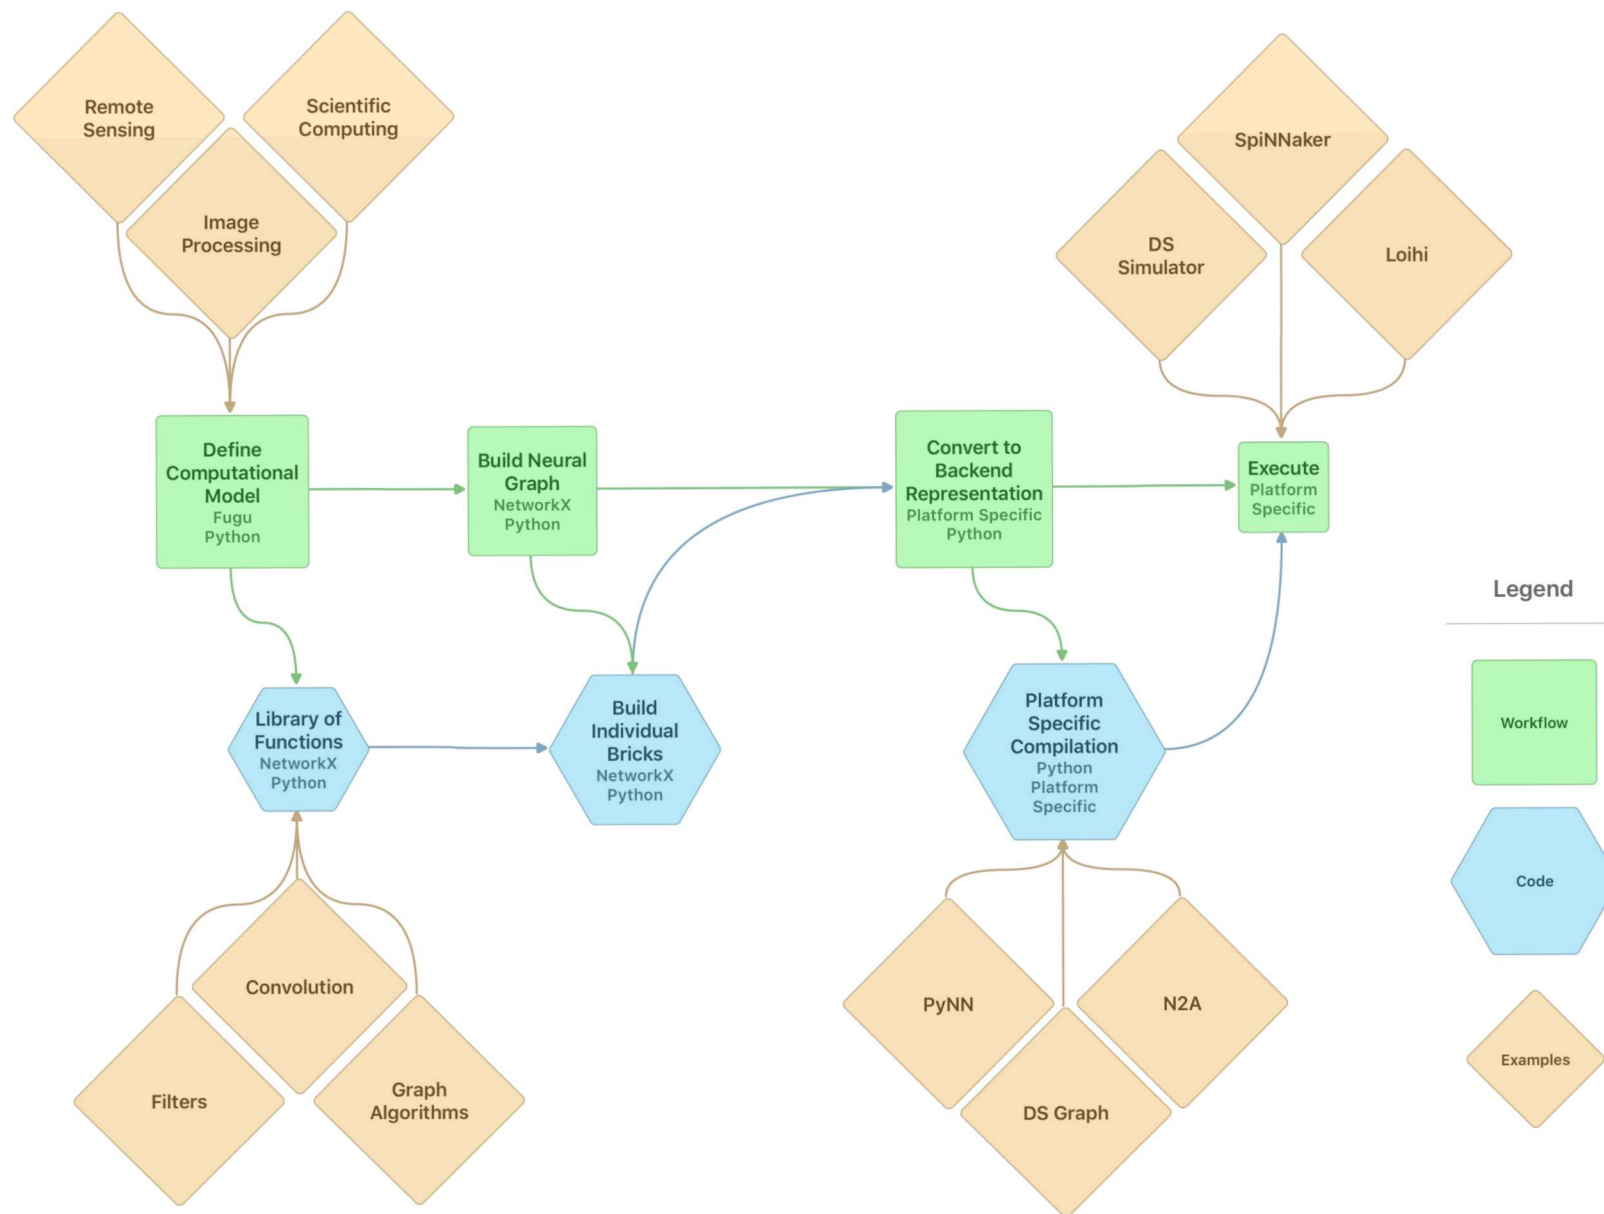 Remote
Sensing
Scientific
Computing
Image
Processing
SpiNNaker
DS
Simulator
Loihi
Define
Computational
Model
Fugu
Python
Build Neural
Graph
NetworkX
Python
Convert to
Backend
Representation
Platform Specific
Python
Execute
Platform
Specific
Library of
Functions
NetworkX
Python
Build
Individual
Bricks
NetworkX
Python
Platform
Specific
Compilation
Python
Platform
Specific
Convolution
Filters
Graph
Algorithms
PyNN
N2A
DS Graph
Legend
Workflow
Code
Examples